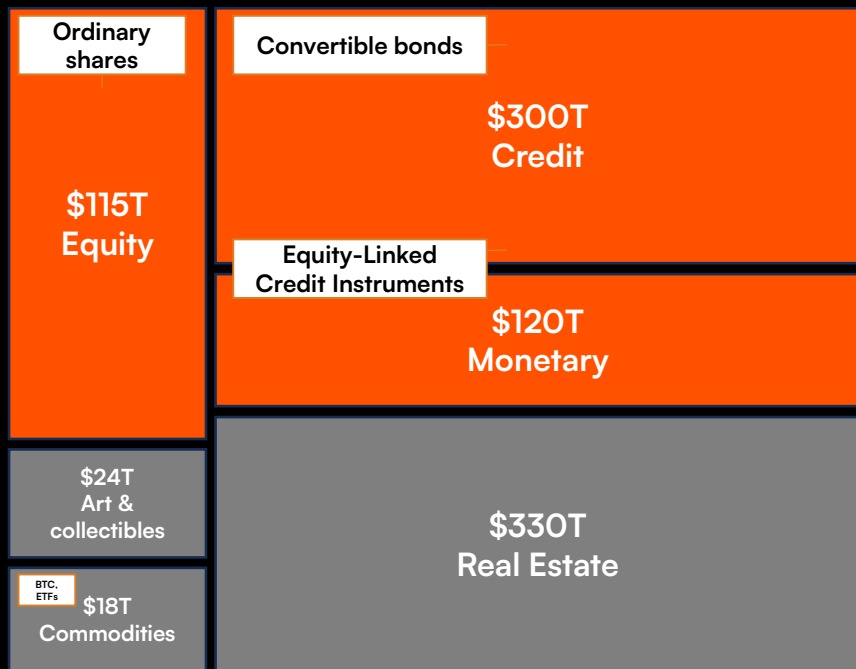 Ordinary
shares
$115T
Equity
$24T
Art &
collectibles
BTC,
ETFs
$18T
Commodities
Convertible bonds
$300T
Credit
Equity-Linked
Credit Instruments
$120T
Monetary
$330T
Real Estate